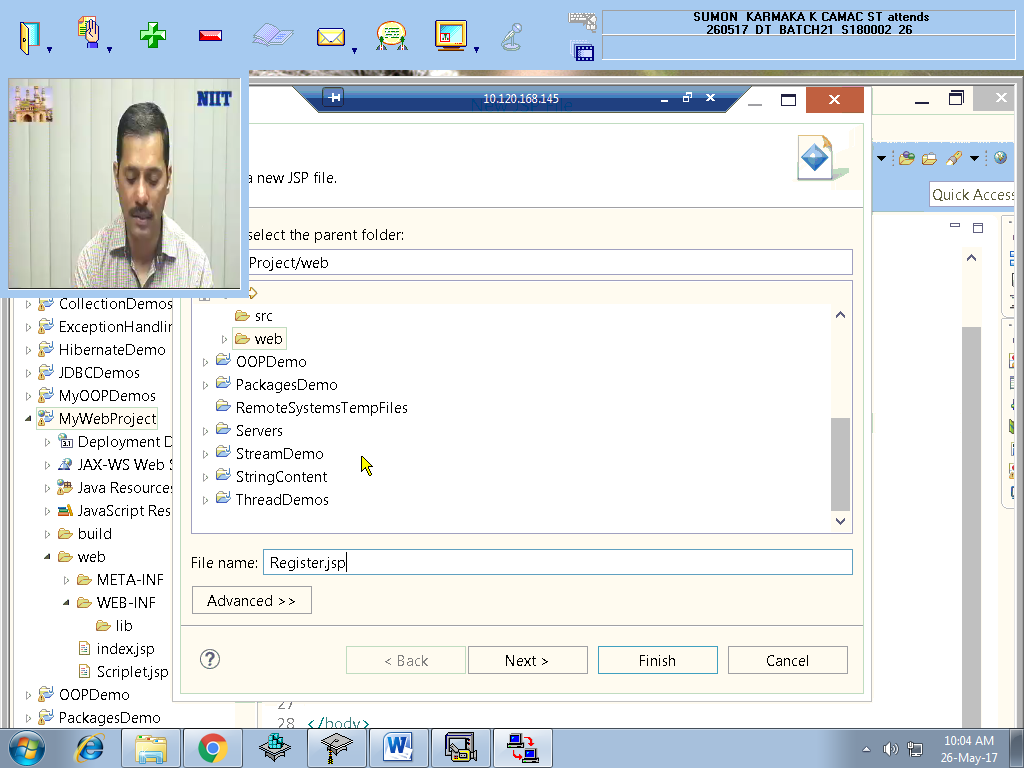 SUMON KARMAKA K CAMAC ST attends
260517 DT BATCH21 S180002 26
NIIT
10.120.168.145
a new JSP file.
Quick Access
select the parent folder:
Project/web
src
web
OOPDemo
PackagesDemo
RemoteSystemsTempFiles
Servers
StreamDemo
StringContent
ThreadDemos
File name: Register.jsp
Advanced >>
< Back
Next >
Finish
Cancel
CollectionDemos
ExceptionHandlin
HibernateDemo
JDBCDemos
MyOOPDemos
MyWebProject
Deployment D
JAX-WS Web S
Java Resources
JavaScript Res
build
web
META-INF
WEB-INF
lib
index.jsp
Scriplet.jsp
OOPDemo
PackagesDemo
27
28 </body>
10:04 AM
26-May-17